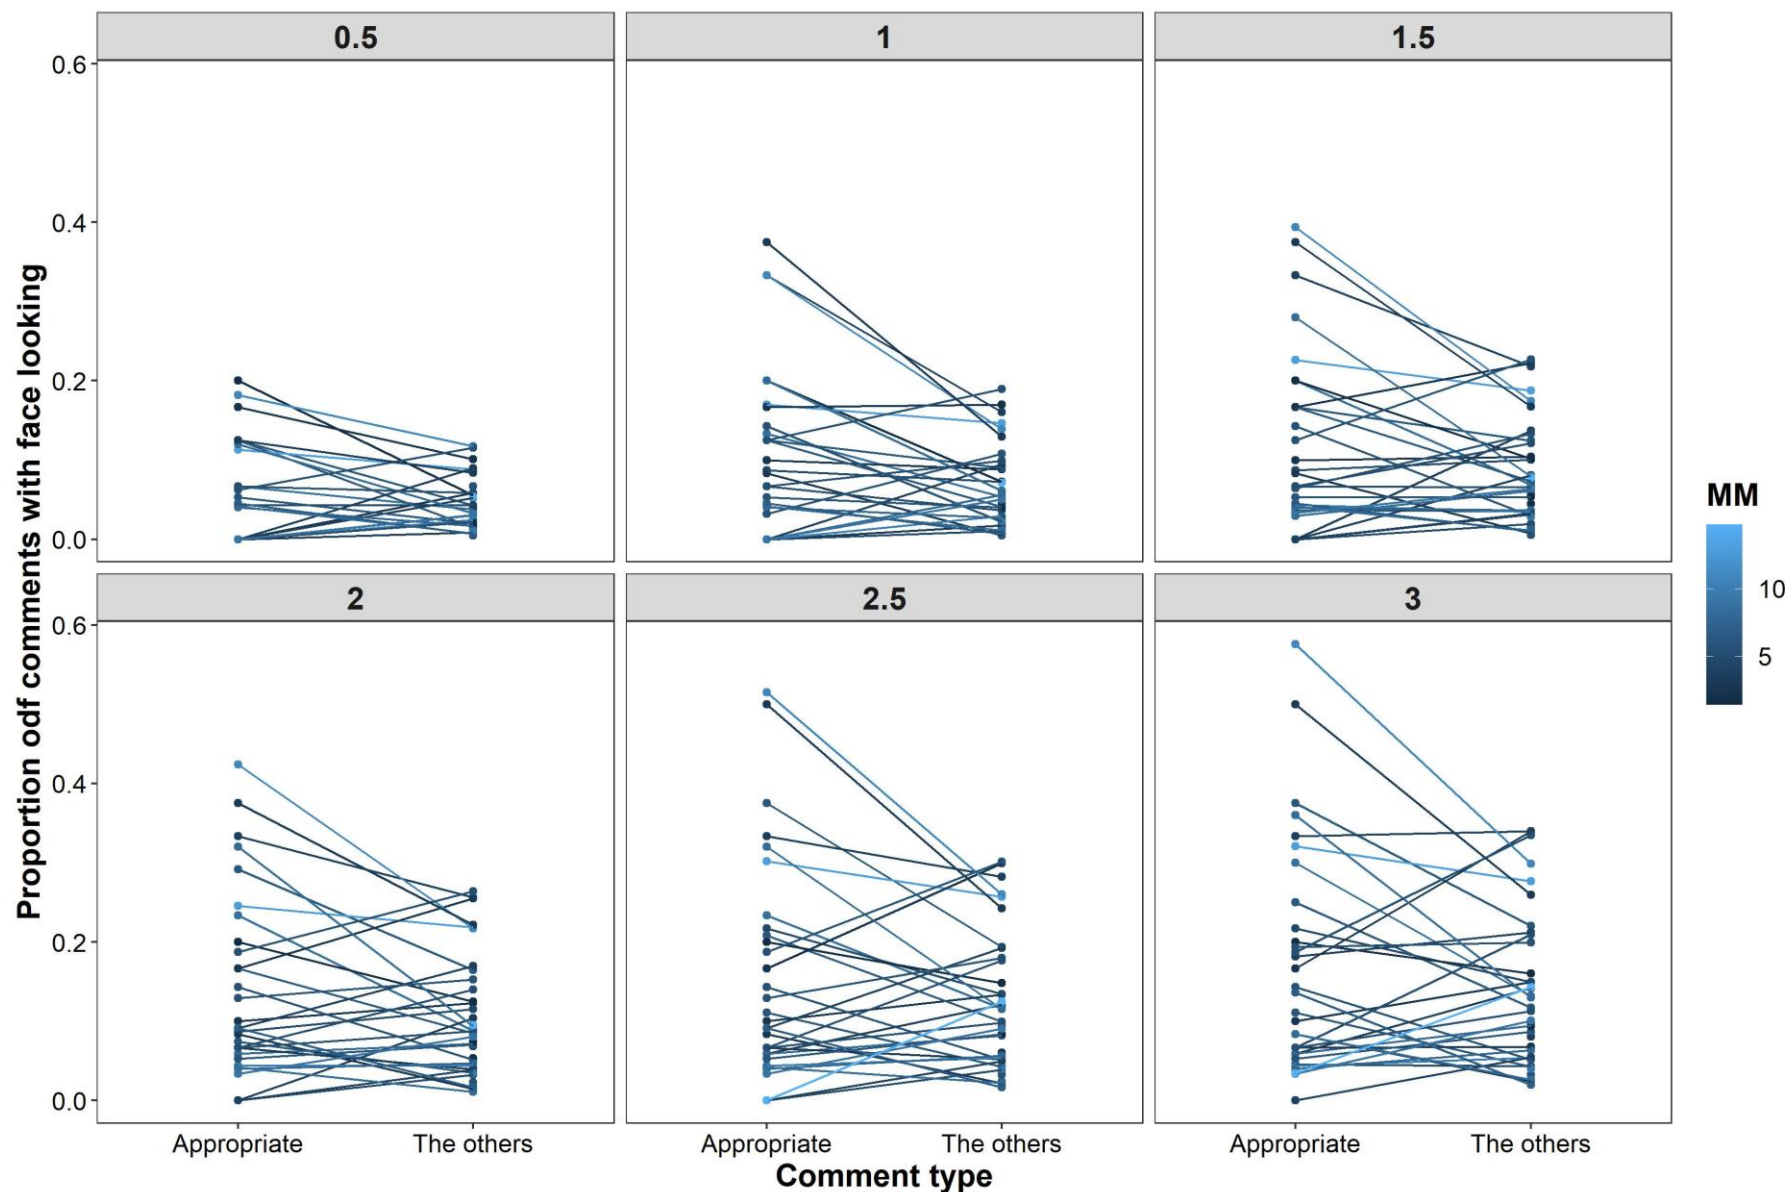 0.5
1
1.5
0.6
0.4
0.2
0.0
2
2.5
3
0.6
0.4
0.2
0.0
Proportion odf comments with face looking
Appropriate The others
Appropriate The others
Appropriate The others
Comment type
MM
10
5